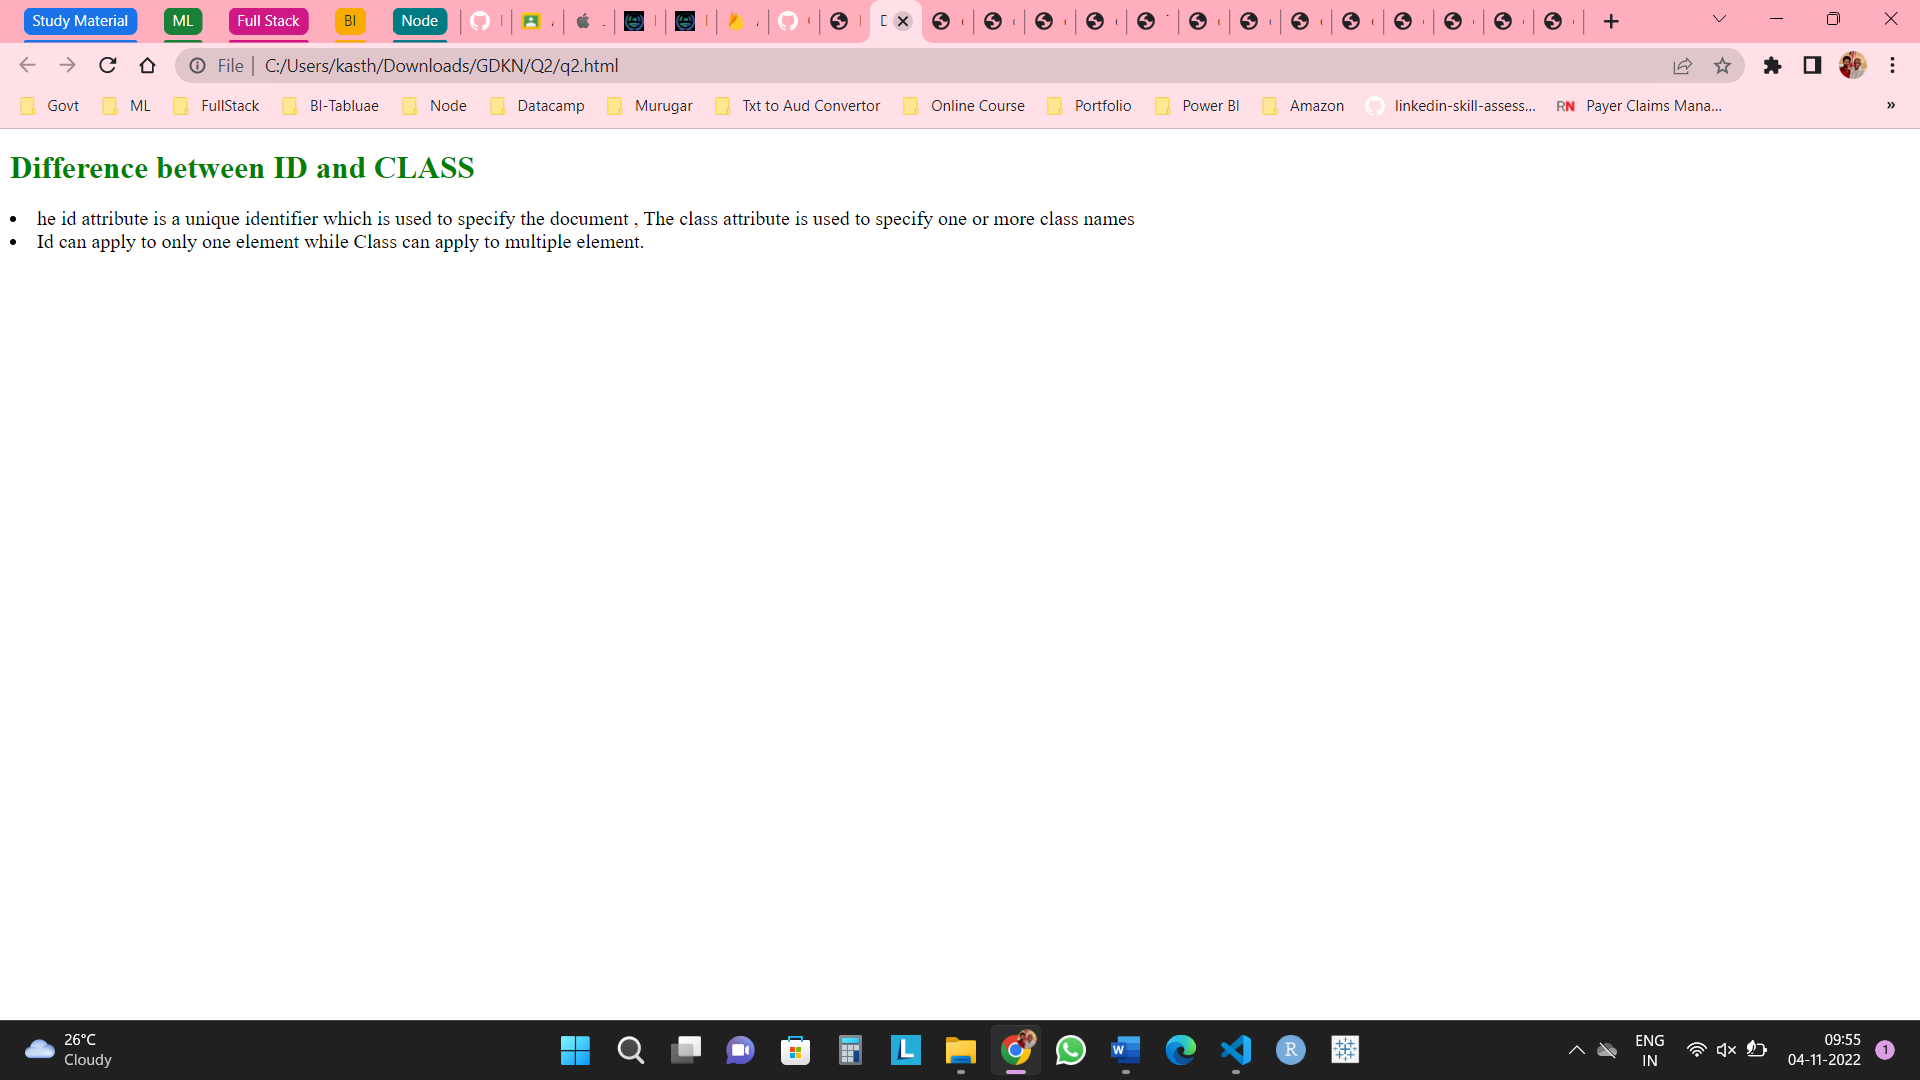 Study Material ML Full Stack BI Node
File C:/Users/kasth/Downloads/GDKN/Q2/q2.html
Govt ML FullStack BI-Tabluae Node Datacamp Murugar Txt to Aud Convertor Online Course Portfolio Power BI Amazon linkedin-skill-assess... RN Payer Claims Mana... »
Difference between ID and CLASS
• he id attribute is a unique identifier which is used to specify the document , The class attribute is used to specify one or more class names
• Id can apply to only one element while Class can apply to multiple element.
26°C
Cloudy
ENG
IN
09:55
04-11-2022
1